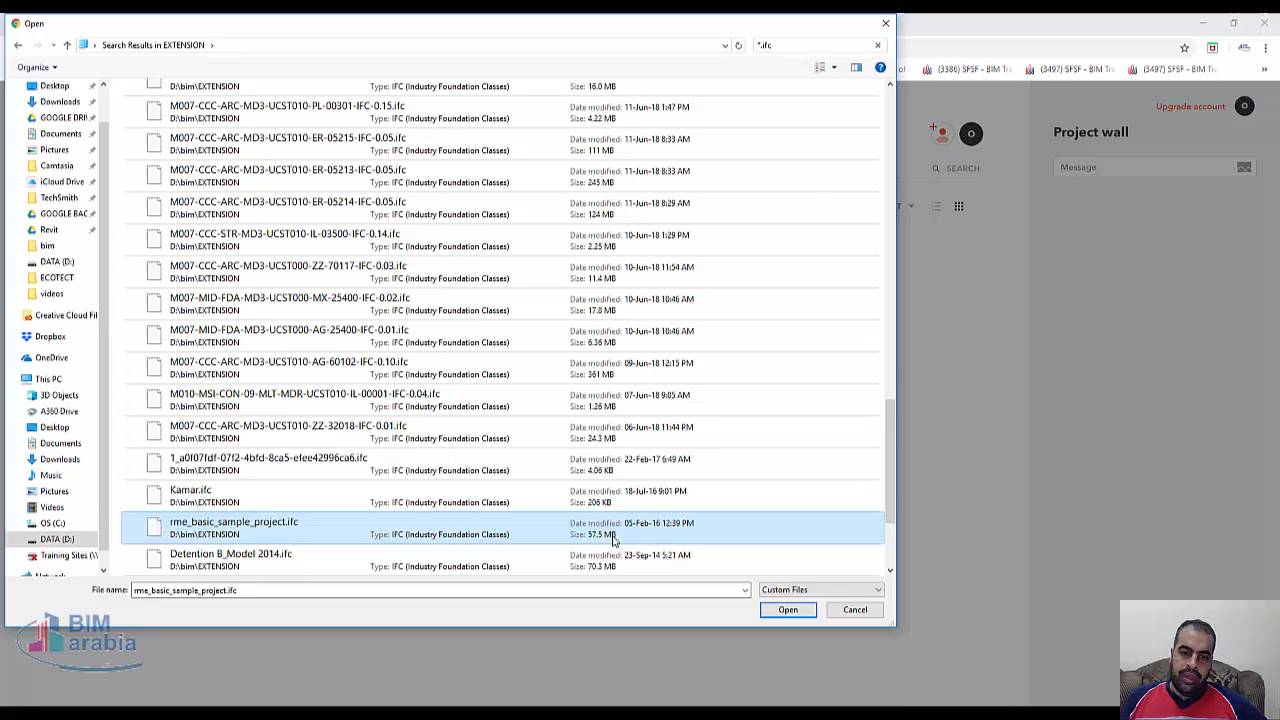 Open
Search Results in EXTENSION
*.ifc
Organize
Desktop
Downloads
GOOGLE DRI
Documents
Pictures
Camtasia
iCloud Drive
TechSmith
GOOGLE BAC
Revit
bim
DATA (D:)
ECOTECT
videos
Creative Cloud Fil
Dropbox
OneDrive
This PC
3D Objects
A360 Drive
Desktop
Documents
Downloads
Music
Pictures
Videos
OS (C:)
DATA (D:)
Training Sites (\\
Network
D:\bim\EXTENSION Type: IFC (Industry Foundation Classes) Size: 16.0 MB
M007-CCC-ARC-MD3-UCST010-PL-00301-IFC-0.15.ifc Date modified: 11-Jun-18 1:47 PM
D:\bim\EXTENSION Type: IFC (Industry Foundation Classes) Size: 4.22 MB
M007-CCC-ARC-MD3-UCST010-ER-05215-IFC-0.05.ifc Date modified: 11-Jun-18 8:33 AM
D:\bim\EXTENSION Type: IFC (Industry Foundation Classes) Size: 111 MB
M007-CCC-ARC-MD3-UCST010-ER-05213-IFC-0.05.ifc Date modified: 11-Jun-18 8:33 AM
D:\bim\EXTENSION Type: IFC (Industry Foundation Classes) Size: 245 MB
M007-CCC-ARC-MD3-UCST010-ER-05214-IFC-0.05.ifc Date modified: 11-Jun-18 8:29 AM
D:\bim\EXTENSION Type: IFC (Industry Foundation Classes) Size: 124 MB
M007-CCC-STR-MD3-UCST010-IL-03500-IFC-0.14.ifc Date modified: 10-Jun-18 1:29 PM
D:\bim\EXTENSION Type: IFC (Industry Foundation Classes) Size: 2.25 MB
M007-CCC-ARC-MD3-UCST000-ZZ-70117-IFC-0.03.ifc Date modified: 10-Jun-18 11:54 AM
D:\bim\EXTENSION Type: IFC (Industry Foundation Classes) Size: 11.4 MB
M007-MID-FDA-MD3-UCST000-MX-25400-IFC-0.02.ifc Date modified: 10-Jun-18 10:46 AM
D:\bim\EXTENSION Type: IFC (Industry Foundation Classes) Size: 17.8 MB
M007-MID-FDA-MD3-UCST000-AG-25400-IFC-0.01.ifc Date modified: 10-Jun-18 10:46 AM
D:\bim\EXTENSION Type: IFC (Industry Foundation Classes) Size: 6.36 MB
M007-CCC-ARC-MD3-UCST010-AG-60102-IFC-0.10.ifc Date modified: 09-Jun-18 12:15 PM
D:\bim\EXTENSION Type: IFC (Industry Foundation Classes) Size: 361 MB
M010-MSI-CON-09-MLT-MDR-UCST010-IL-00001-IFC-0.04.ifc Date modified: 07-Jun-18 9:05 AM
D:\bim\EXTENSION Type: IFC (Industry Foundation Classes) Size: 1.26 MB
M007-CCC-ARC-MD3-UCST010-ZZ-32018-IFC-0.01.ifc Date modified: 06-Jun-18 11:44 PM
D:\bim\EXTENSION Type: IFC (Industry Foundation Classes) Size: 24.3 MB
1_a0f07fdf-07f2-4bfd-8ca5-efee42996ca6.ifc Date modified: 22-Feb-17 6:49 AM
D:\bim\EXTENSION Type: IFC (Industry Foundation Classes) Size: 4.06 KB
Kamar.ifc Date modified: 18-Jul-16 9:01 PM
D:\bim\EXTENSION Type: IFC (Industry Foundation Classes) Size: 206 KB
rme_basic_sample_project.ifc Date modified: 05-Feb-16 12:39 PM
D:\bim\EXTENSION Type: IFC (Industry Foundation Classes) Size: 57.5 MB
Detention B_Model 2014.ifc Date modified: 23-Sep-14 5:21 AM
D:\bim\EXTENSION Type: IFC (Industry Foundation Classes) Size: 70.3 MB
File name: rme_basic_sample_project.ifc Custom Files
Open Cancel
of (3386) SFSF - BIM Tra (3497) SFSF - BIM Tra (3497) SFSF - BIM Tra
Upgrade account O
O Project wall
SEARCH Message
T
BIM
arabia